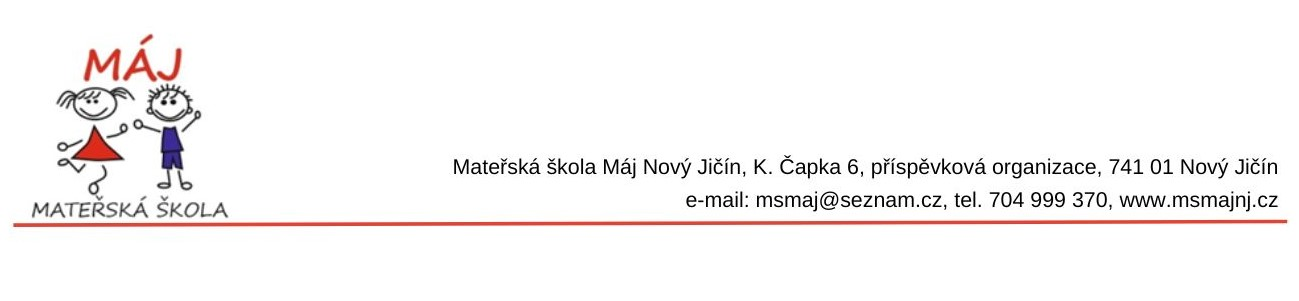 MÁJ
MATEŘSKÁ ŠKOLA
Mateřská škola Máj Nový Jičín, K. Čapka 6, příspěvková organizace, 741 01 Nový Jičín
e-mail: msmaj@seznam.cz, tel. 704 999 370, www.msmajnj.cz